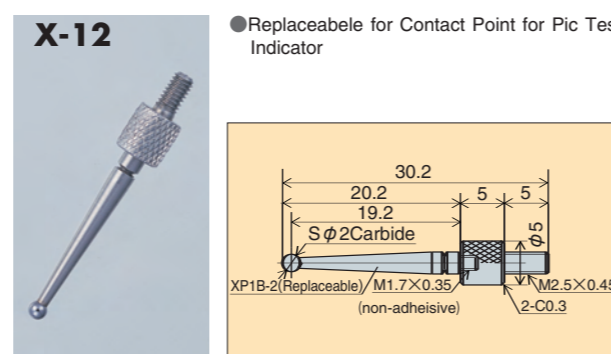 X-12
●Replaceabele for Contact Point for Pic Tes
Indicator
30.2
20.2 5 5
19.2
Sφ2Carbide
φ5
XP1B-2(Replaceable) M1.7×0.35 M2.5×0.45
(non-adheisive) 2-C0.3